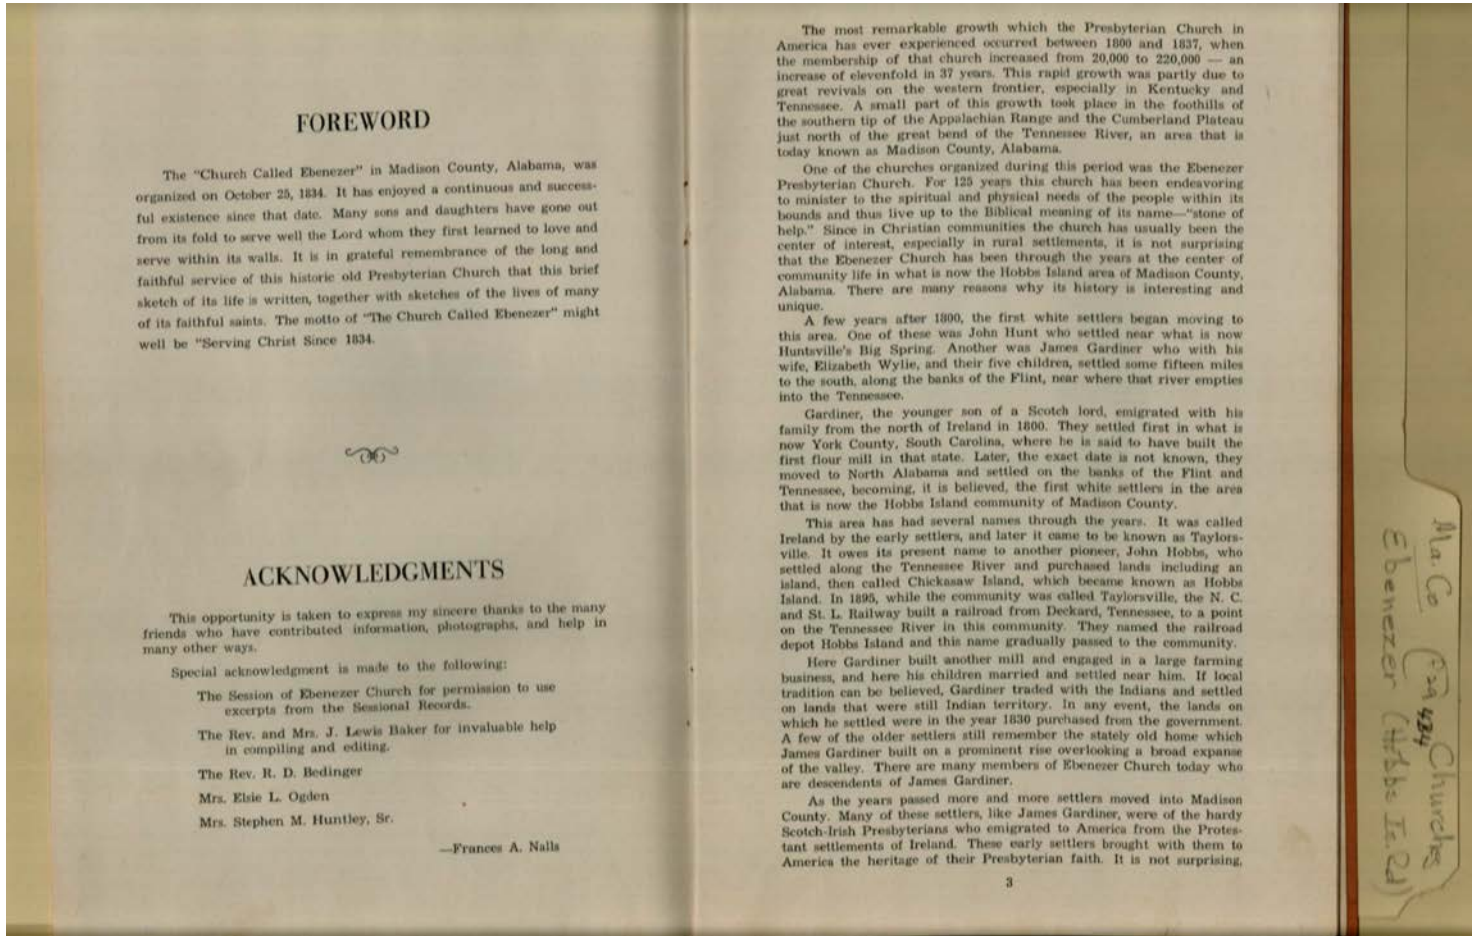 FOREWORD
The "Church Called Ebenezer" in Madison County, Alabama, was
organized on October 25, 1834. It has enjoyed a continuous and success-
ful existence since that date. Many sons and daughters have gone out
from its fold to serve well the Lord whom they first learned to love and
serve within its walls. It is in grateful remembrance of the long and
faithful service of this historic old Presbyterian Church that this brief
sketch of its life is written, together with sketches of the lives of many
of its faithful saints. The motto of "The Church Called Ebenezer" might
well be "Serving Christ Since 1834.
ACKNOWLEDGMENTS
This opportunity is taken to express my sincere thanks to the many
friends who have contributed information, photographs, and help in
many other ways.
Special acknowledgment is made to the following:
The Session of Ebenezer Church for permission to use
excerpts from the Sessional Records.
The Rev. and Mrs. J. Lewis Baker for invaluable help
in compiling and editing.
The Rev. R. D. Bedinger
Mrs. Elsie L. Ogden
Mrs. Stephen M. Huntley, Sr.
—Frances A. Nalls
The most remarkable growth which the Presbyterian Church in
America has ever experienced occurred between 1800 and 1837, when
the membership of that church increased from 20,000 to 220,000 — an
increase of elevenfold in 37 years. This rapid growth was partly due to
great revivals on the western frontier, especially in Kentucky and
Tennessee. A small part of this growth took place in the foothills of
the southern tip of the Appalachian Range and the Cumberland Plateau
just north of the great bend of the Tennessee River, an area that is
today known as Madison County, Alabama.
One of the churches organized during this period was the Ebenezer
Presbyterian Church. For 125 years this church has been endeavoring
to minister to the spiritual and physical needs of the people within its
bounds and thus live up to the Biblical meaning of its name—"stone of
help." Since in Christian communities the church has usually been the
center of interest, especially in rural settlements, it is not surprising
that the Ebenezer Church has been through the years at the center of
community life in what is now the Hobbs Island area of Madison County,
Alabama. There are many reasons why its history is interesting and
unique.
A few years after 1800, the first white settlers began moving to
this area. One of these was John Hunt who settled near what is now
Huntsville's Big Spring. Another was James Gardiner who with his
wife, Elizabeth Wylie, and their five children, settled some fifteen miles
to the south, along the banks of the Flint, near where that river empties
into the Tennessee.
Gardiner, the younger son of a Scotch lord, emigrated with his
family from the north of Ireland in 1800. They settled first in what is
now York County, South Carolina, where he is said to have built the
first flour mill in that state. Later, the exact date is not known, they
moved to North Alabama and settled on the banks of the Flint and
Tennessee, becoming, it is believed, the first white settlers in the area
that is now the Hobbs Island community of Madison County.
This area has had several names through the years. It was called
Ireland by the early settlers, and later it came to be known as Taylors-
ville. It owes its present name to another pioneer, John Hobbs, who
settled along the Tennessee River and purchased lands including an
island, then called Chickasaw Island, which became known as Hobbs
Island. In 1895, while the community was called Taylorsville, the N. C.
and St. L. Railway built a railroad from Deckard, Tennessee, to a point
on the Tennessee River in this community. They named the railroad
depot Hobbs Island and this name gradually passed to the community.
Here Gardiner built another mill and engaged in a large farming
business, and here his children married and settled near him. If local
tradition can be believed, Gardiner traded with the Indians and settled
on lands that were still Indian territory. In any event, the lands on
which he settled were in the year 1830 purchased from the government.
A few of the older settlers still remember the stately old home which
James Gardiner built on a prominent rise overlooking a broad expanse
of the valley. There are many members of Ebenezer Church today who
are descendents of James Gardiner.
As the years passed more and more settlers moved into Madison
County. Many of these settlers, like James Gardiner, were of the hardy
Scotch-Irish Presbyterians who emigrated to America from the Protes-
tant settlements of Ireland. These early settlers brought with them to
America the heritage of their Presbyterian faith. It is not surprising,
3
Ma. Co Churches
Ebenezer (Hobbs Is. Rd)